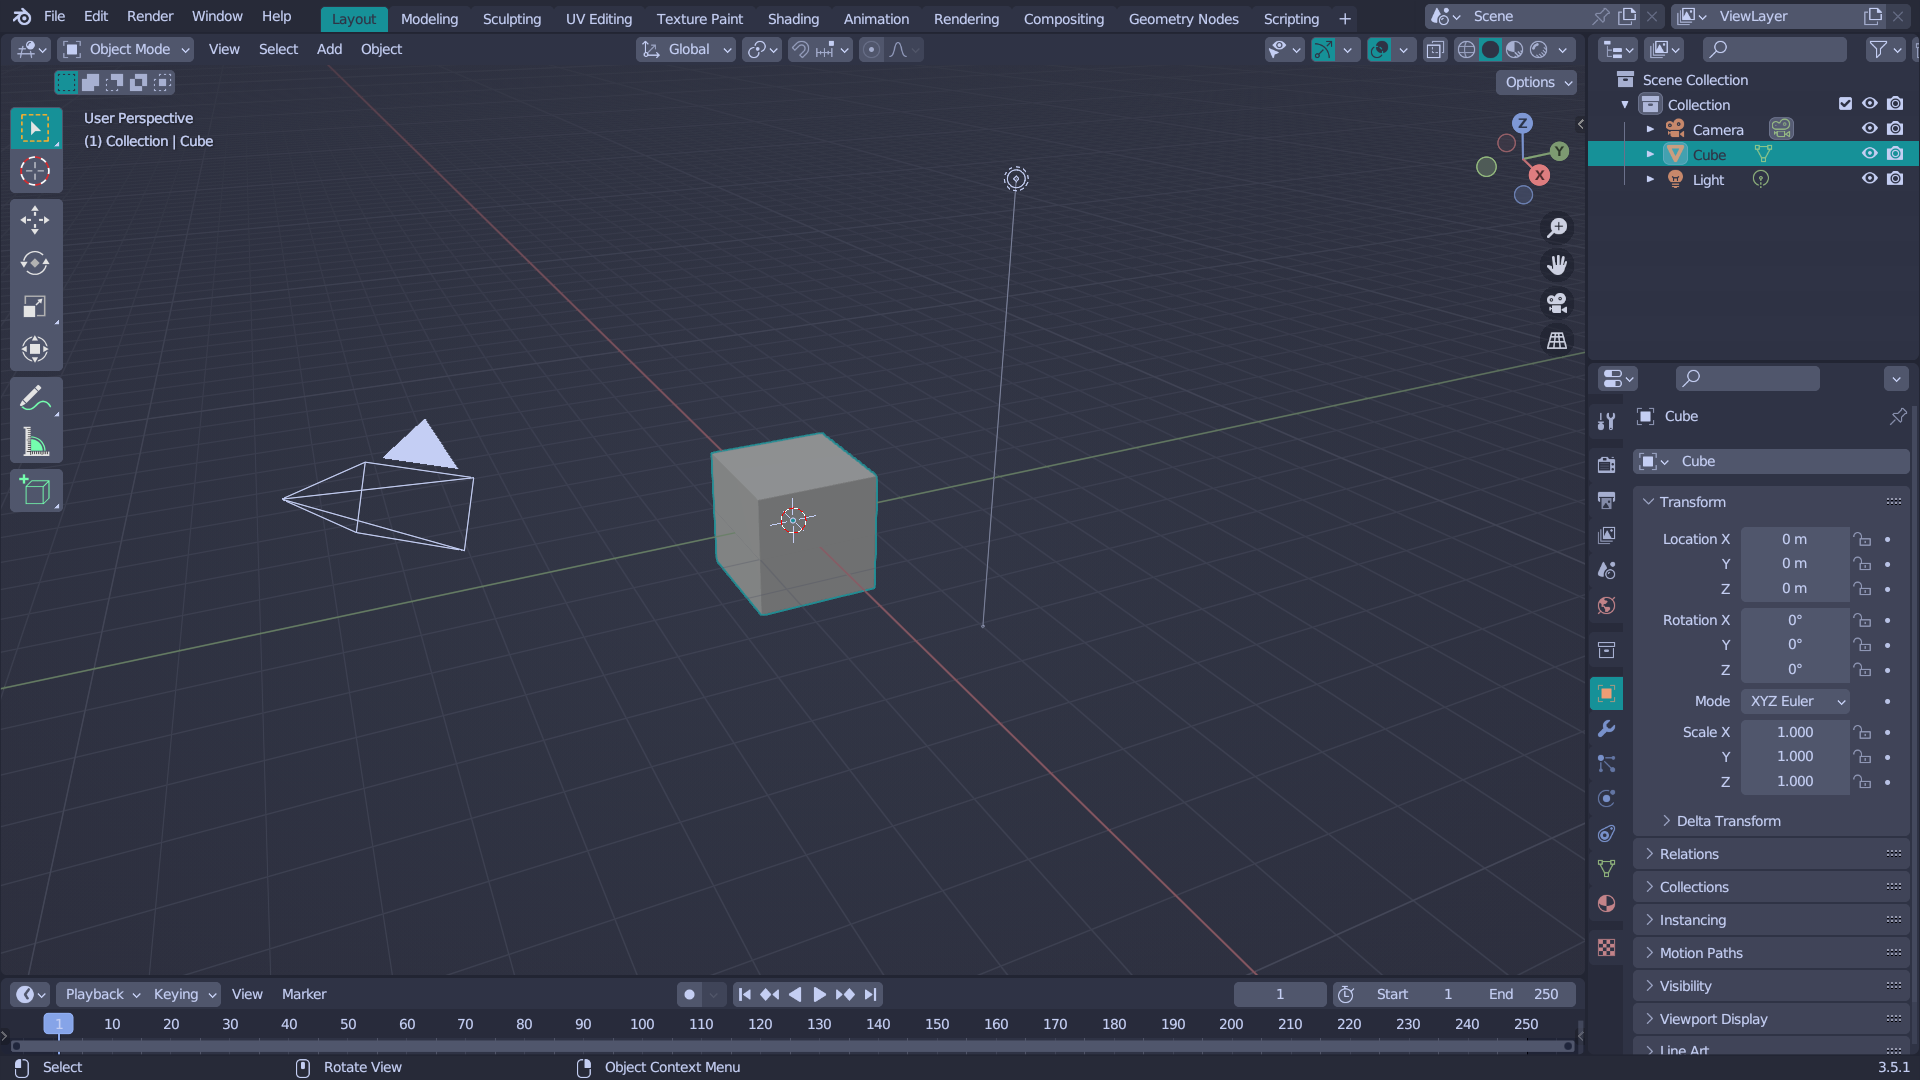 File Edit Render Window Help Layout Modeling Sculpting UV Editing Texture Paint Shading Animation Rendering Compositing Geometry Nodes Scripting + Scene ViewLayer
Object Mode View Select Add Object Global
Options
User Perspective
(1) Collection | Cube
Z
Y
X
Scene Collection
Collection
Camera
Cube
Light
Cube
Cube
Transform
Location X 0 m
Y 0 m
Z 0 m
Rotation X 0°
Y 0°
Z 0°
Mode XYZ Euler
Scale X 1.000
Y 1.000
Z 1.000
Delta Transform
Relations
Collections
Instancing
Motion Paths
Visibility
Viewport Display
Line Art
Playback Keying View Marker 1 Start 1 End 250
1 10 20 30 40 50 60 70 80 90 100 110 120 130 140 150 160 170 180 190 200 210 220 230 240 250
Select Rotate View Object Context Menu 3.5.1